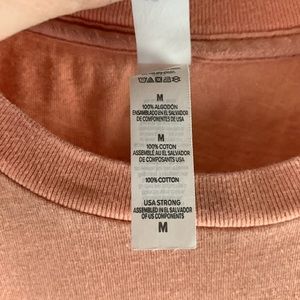 M
100% ALGODÓN
ENSAMBLADO EN EL SALVADOR
DE COMPONENTES DE USA
M
100% COTON
ASSEMBLÉ AU EL SALVADOR
DE COMPOSANTS USA
100% COTTON
USA STRONG
ASSEMBLED IN EL SALVADOR
OF US COMPONENTS
M